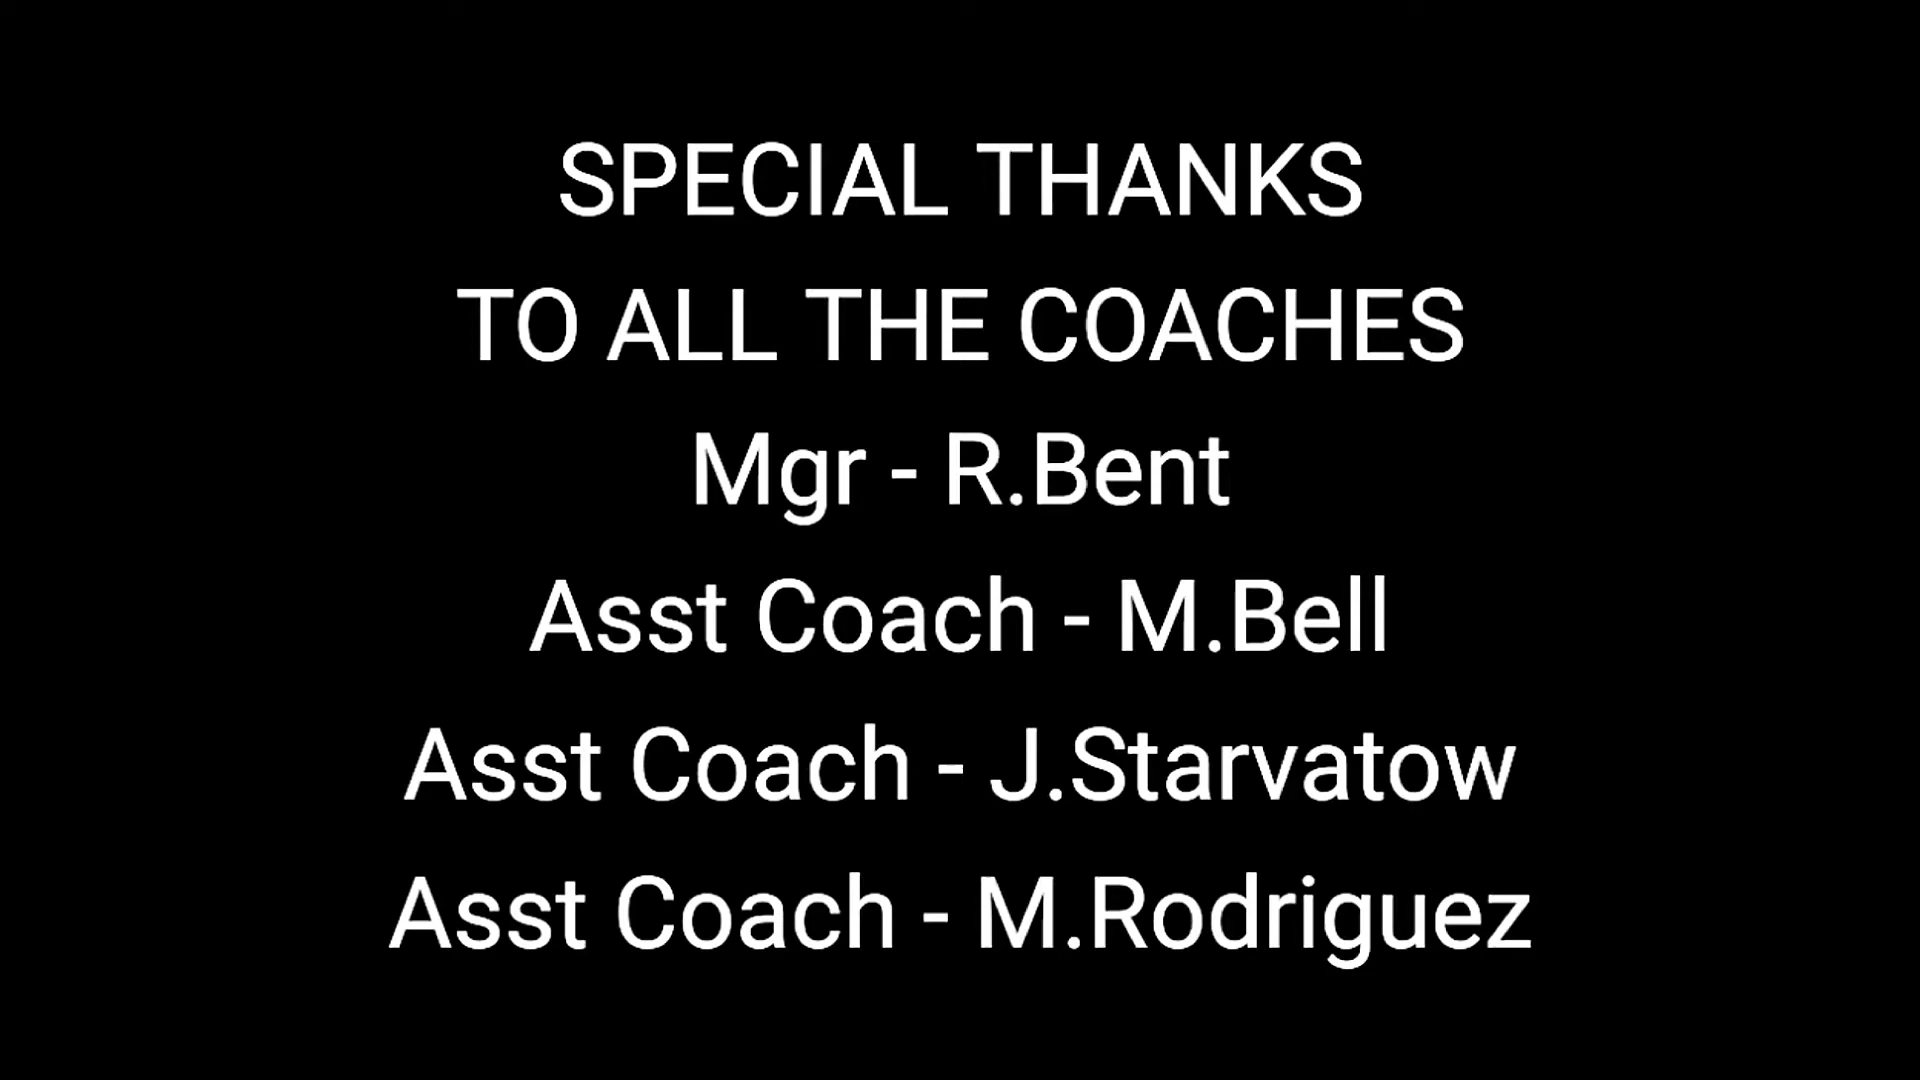 SPECIAL THANKS
TO ALL THE COACHES
Mgr - R.Bent
Asst Coach - M.Bell
Asst Coach - J.Starvatow
Asst Coach - M.Rodriguez